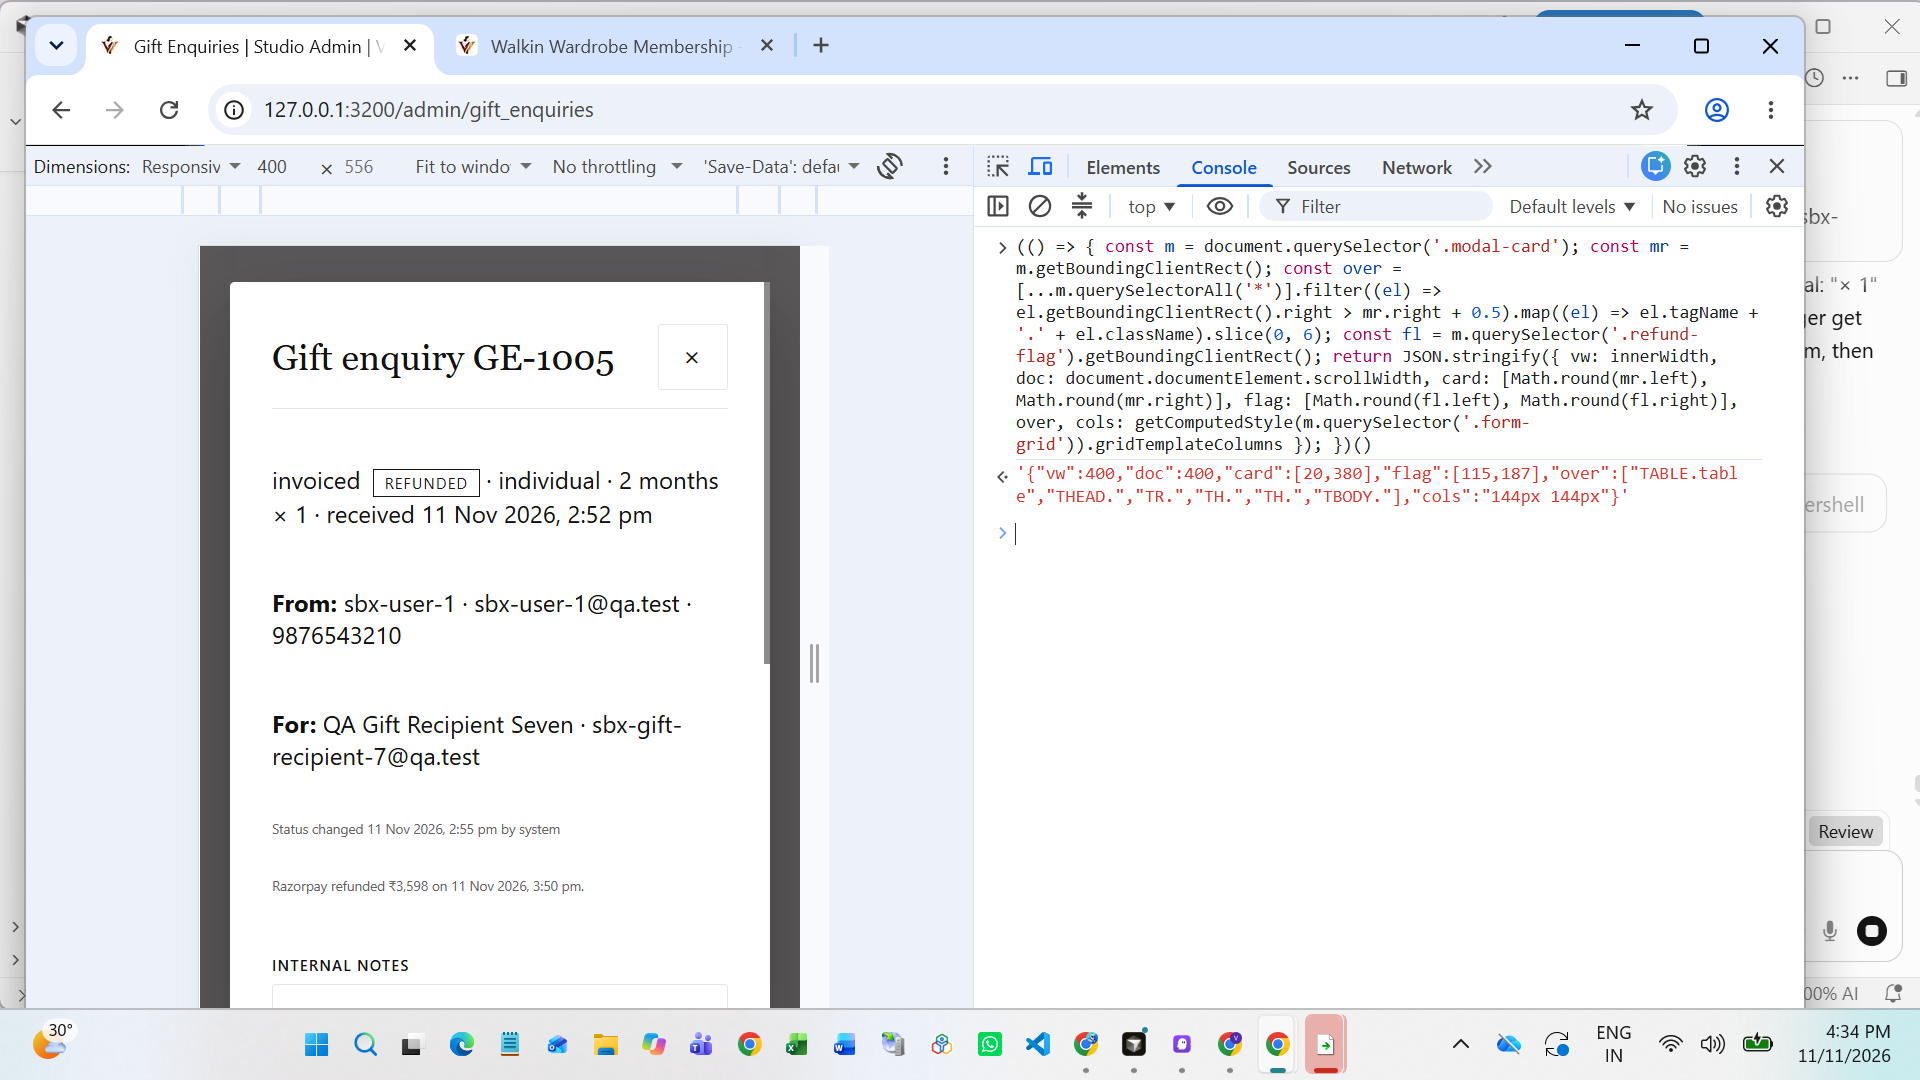 Gift Enquiries | Studio Admin | V
Walkin Wardrobe Membership
127.0.0.1:3200/admin/gift_enquiries
Dimensions: Responsiv 400 × 556 Fit to windo No throttling 'Save-Data': defau
Elements Console Sources Network
top Filter Default levels No issues
Gift enquiry GE-1005
×
invoiced REFUNDED · individual · 2 months
× 1 · received 11 Nov 2026, 2:52 pm
From: sbx-user-1 · sbx-user-1@qa.test ·
9876543210
For: QA Gift Recipient Seven · sbx-gift-
recipient-7@qa.test
Status changed 11 Nov 2026, 2:55 pm by system
Razorpay refunded ₹3,598 on 11 Nov 2026, 3:50 pm.
INTERNAL NOTES
(() => { const m = document.querySelector('.modal-card'); const mr =
m.getBoundingClientRect(); const over =
[...m.querySelectorAll('*')].filter((el) =>
el.getBoundingClientRect().right > mr.right + 0.5).map((el) => el.tagName +
'.' + el.className).slice(0, 6); const fl = m.querySelector('.refund-
flag').getBoundingClientRect(); return JSON.stringify({ vw: innerWidth,
doc: document.documentElement.scrollWidth, card: [Math.round(mr.left),
Math.round(mr.right)], flag: [Math.round(fl.left), Math.round(fl.right)],
over, cols: getComputedStyle(m.querySelector('.form-
grid')).gridTemplateColumns }); })()
'{"vw":400,"doc":400,"card":[20,380],"flag":[115,187],"over":["TABLE.tabl
e","THEAD.","TR.","TH.","TH.","TBODY."],"cols":"144px 144px"}'
sbx-
al: "× 1"
ger get
m, then
ershell
Review
00% AI
30°
ENG
IN
4:34 PM
11/11/2026